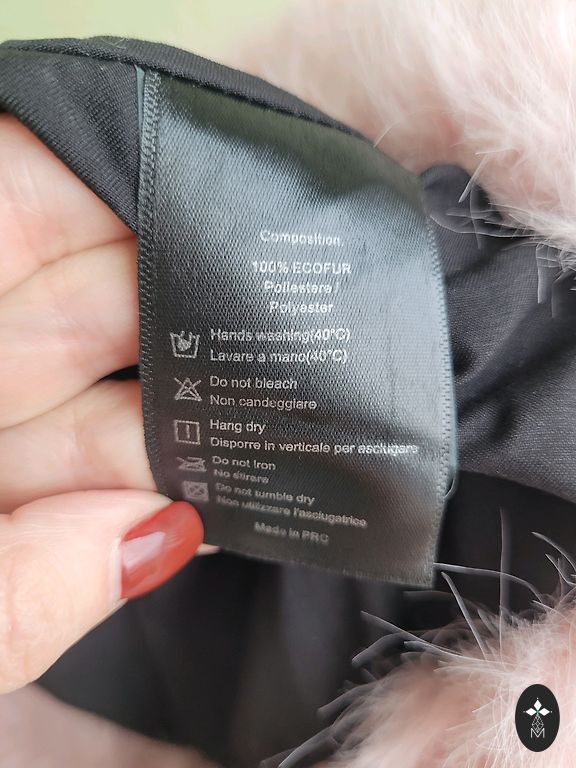 Composition.
100% ECOFUR
Poliestere/
Polyester
Hands washing(40°C)
Lavare a mano(40°C)
Do not bleach
Non candeggiare
Hang dry
Disporre in verticale per asciugare
Do not Iron
No stirare
Do not tumble dry
Non utilizzare l'asciugatrice
Made in PRC
M